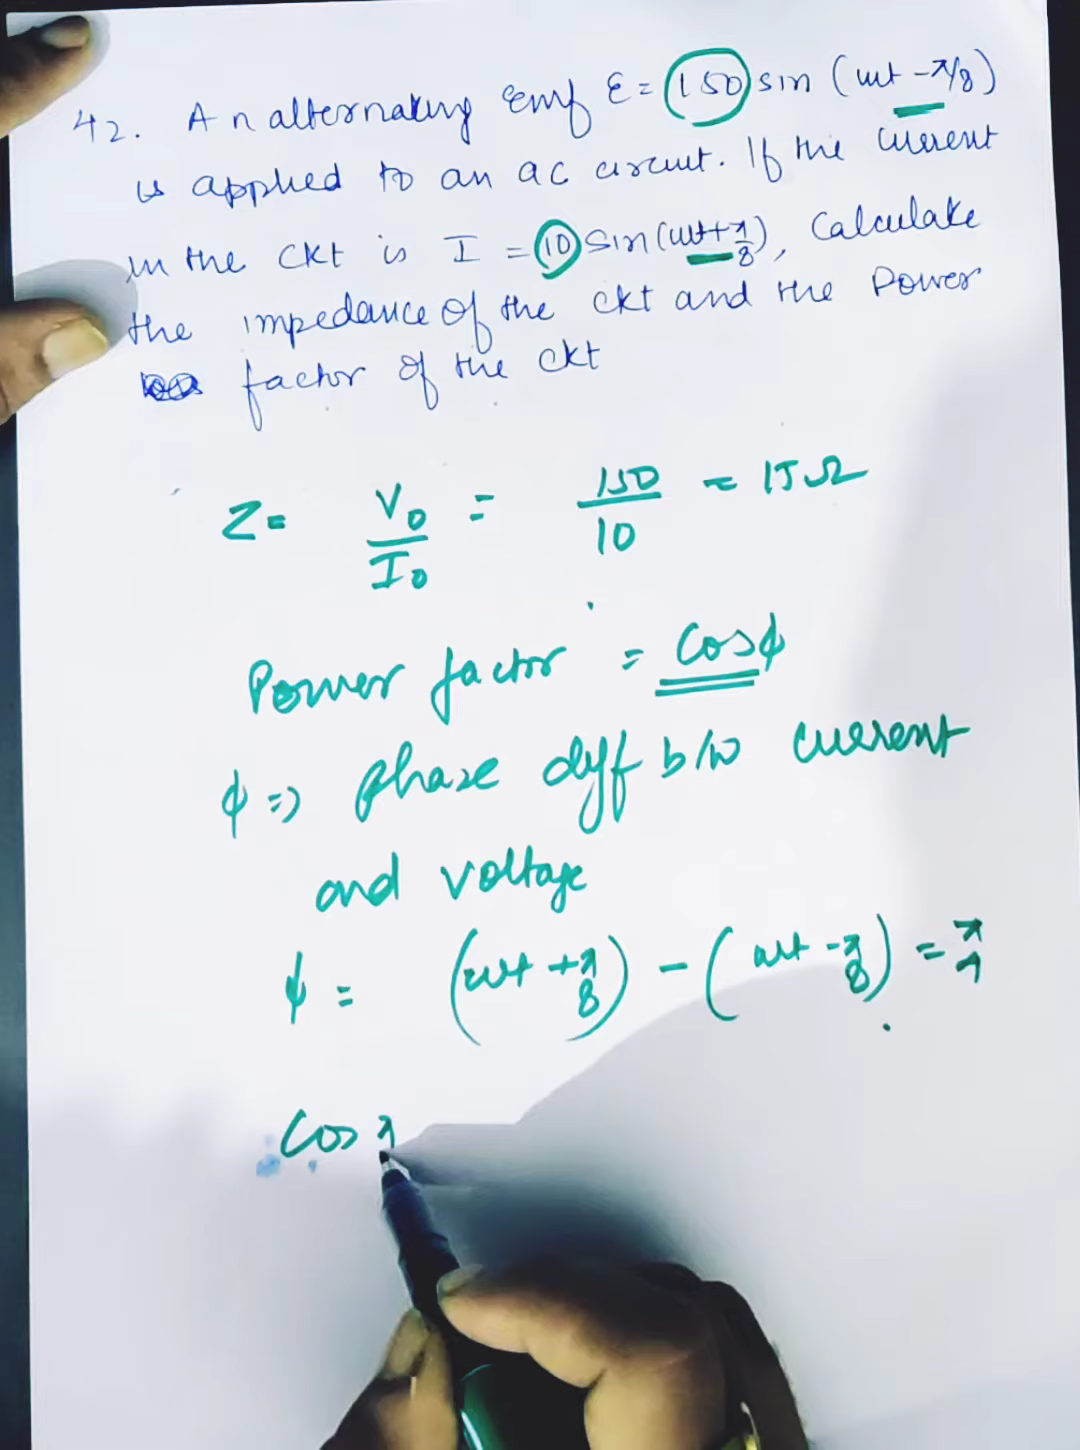 42. An alternating Emf ε = 150 sin (ωt - π/8)
is applied to an ac circuit. If the current
in the ckt is I = 10 sin (ωt + π/8), Calculate
the impedance of the ckt and the Power
factor of the ckt
Z = V₀/I₀ = 150/10 = 15Ω
Power factor = Cosϕ
ϕ => phase diff b/w current
and voltage
ϕ = (ωt + π/8) - (ωt - π/8) = π/4
Cos π